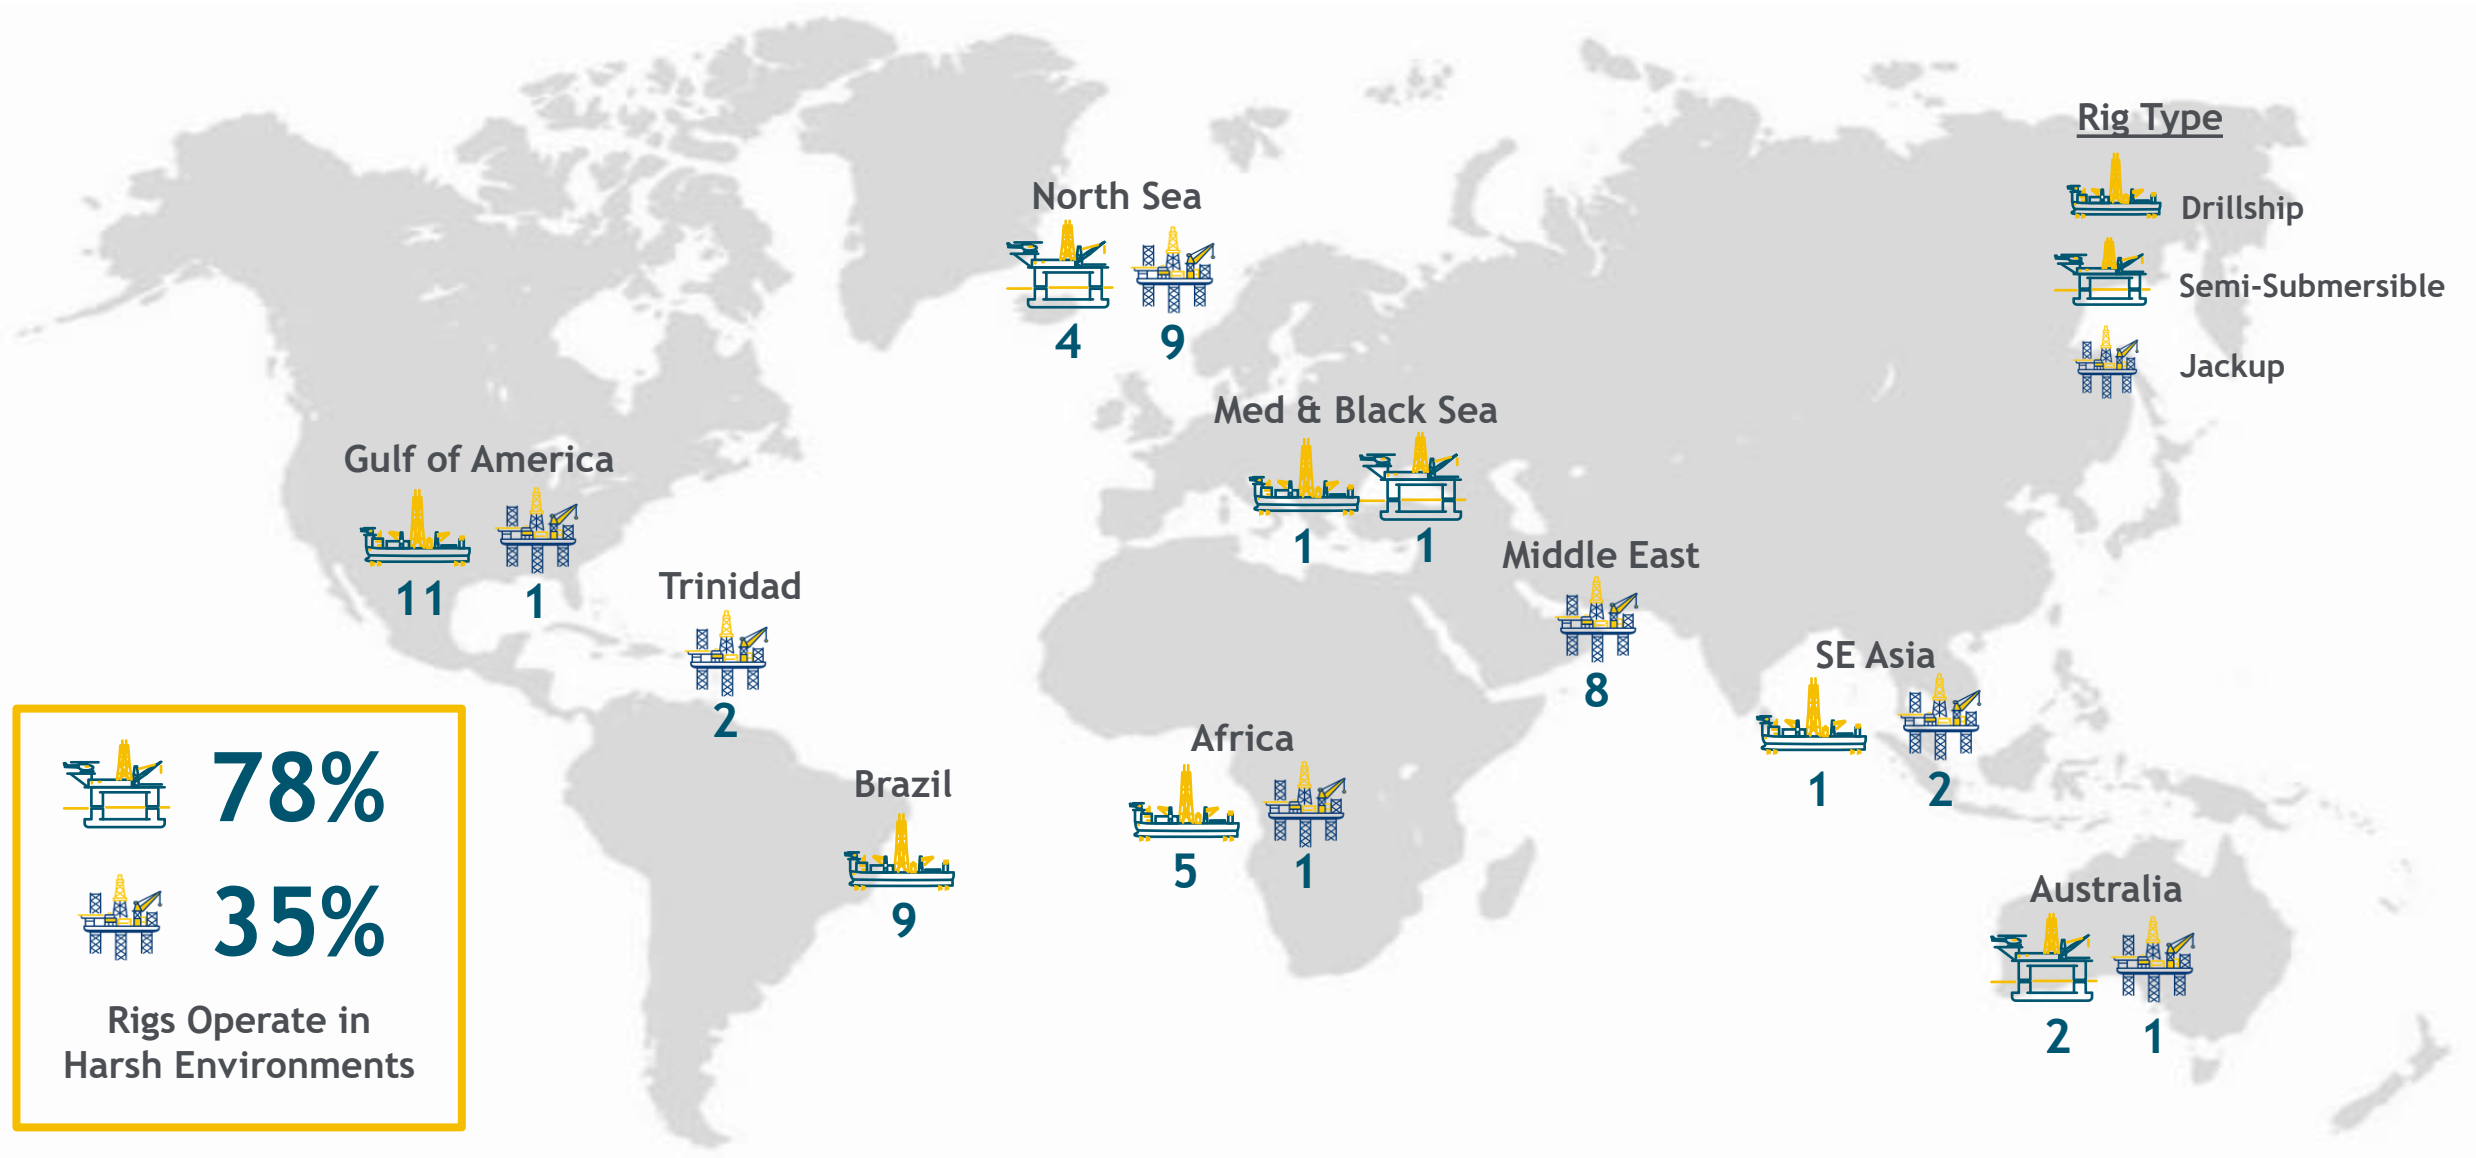 Rig Type
Drillship
Semi-Submersible
Jackup
North Sea
4 9
Med & Black Sea
1 1
Gulf of America
11 1
Trinidad
2
Middle East
8
SE Asia
1 2
Africa
5 1
Brazil
9
Australia
2 1
78%
35%
Rigs Operate in
Harsh Environments